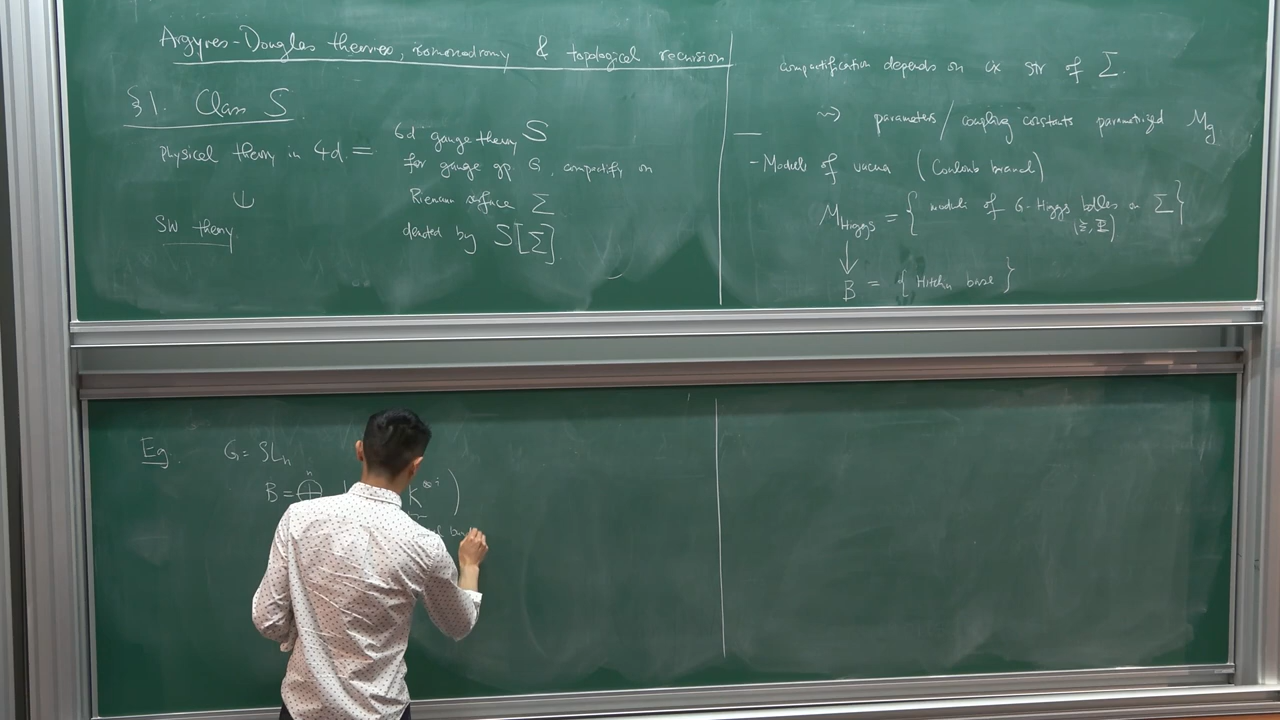 Argyres-Douglas theories, isomonodromy & topological recursion
§1. Class S
physical theory in 4d =
↓
SW theory
6d gauge theory S
for gauge gp G, compactify on
Riemann surface Σ
denoted by S[Σ].
compactification depends on cx str of Σ.
⇝ parameters / coupling constants parametrized Mg
- Moduli of vacua (Coulomb branch)
M_Higgs = { moduli of G-Higgs bdles on Σ }
↓
B = { Hitchin base }
Eg. G = SLn
B = ⊕ n K⊗i )